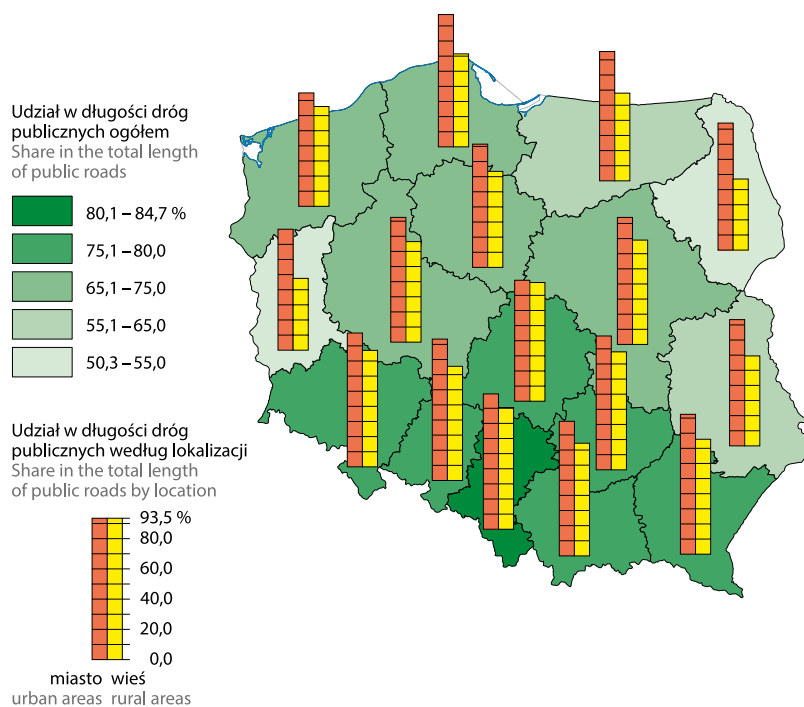 Udział w długości dróg
publicznych ogółem
Share in the total length
of public roads
80,1 – 84,7 %
75,1 – 80,0
65,1 – 75,0
55,1 – 65,0
50,3 – 55,0
Udział w długości dróg
publicznych według lokalizacji
Share in the total length
of public roads by location
93,5 %
80,0
60,0
40,0
20,0
0,0
miasto wieś
urban areas rural areas